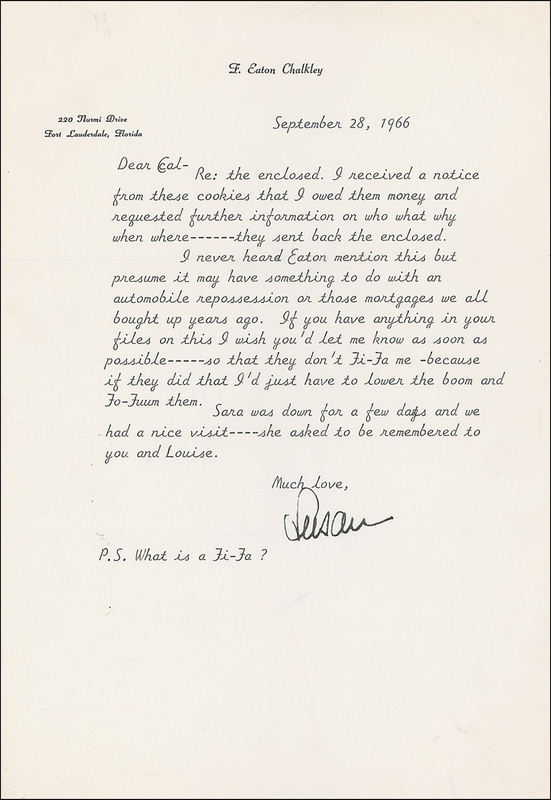 F. Eaton Chalkley
220 Nurmi Drive
Fort Lauderdale, Florida
September 28, 1966
Dear Cal-
Re: the enclosed. I received a notice
from these cookies that I owed them money and
requested further information on who what why
when where------they sent back the enclosed.
I never heard Eaton mention this but
presume it may have something to do with an
automobile repossession or those mortgages we all
bought up years ago. If you have anything in your
files on this I wish you'd let me know as soon as
possible-----so that they don't Fi-Fa me -because
if they did that I'd just have to lower the boom and
Fo-Fuum them.
Sara was down for a few days and we
had a nice visit----she asked to be remembered to
you and Louise.
Much love,
Susan
P.S. What is a Fi-Fa ?